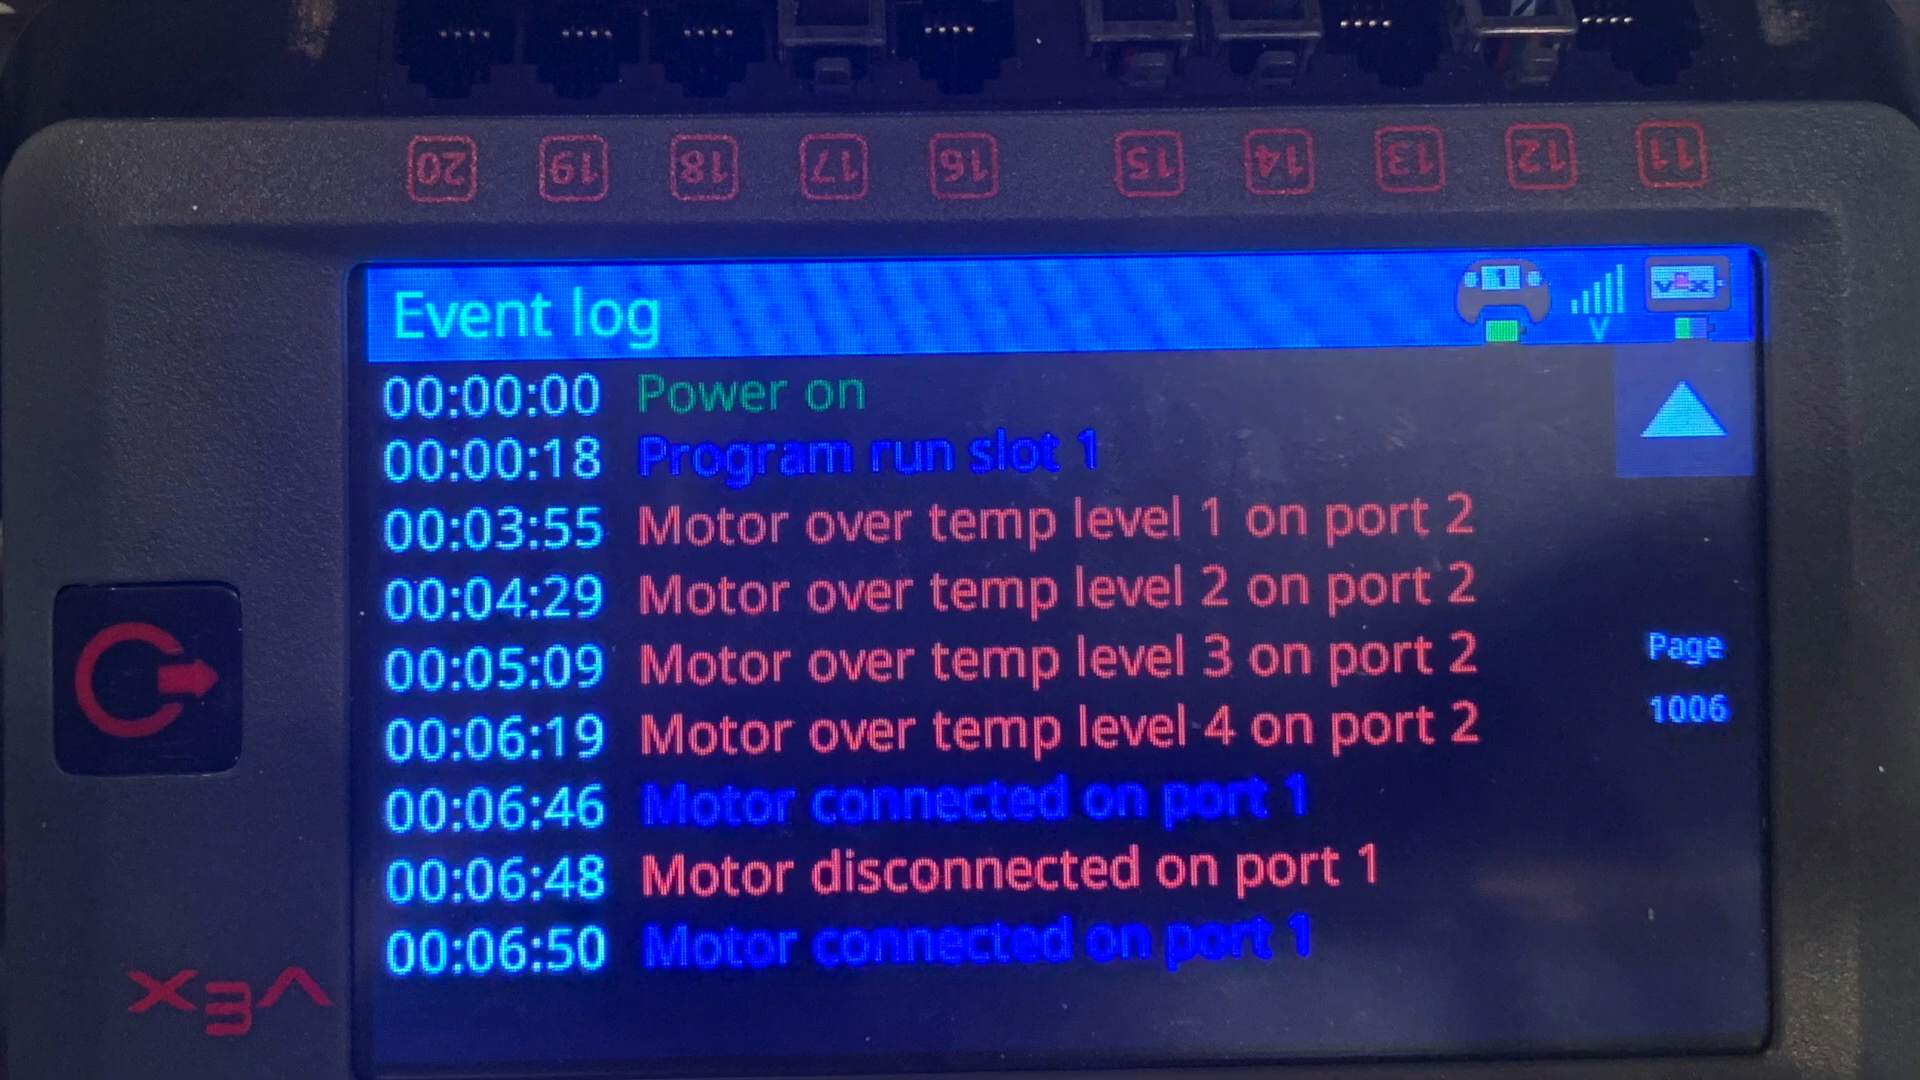 20 19 18 17 16 15 14 13 12 11
Event log
1
V
vex
00:00:00 Power on
00:00:18 Program run slot 1
00:03:55 Motor over temp level 1 on port 2
00:04:29 Motor over temp level 2 on port 2
00:05:09 Motor over temp level 3 on port 2
00:06:19 Motor over temp level 4 on port 2
00:06:46 Motor connected on port 1
00:06:48 Motor disconnected on port 1
00:06:50 Motor connected on port 1
Page
1006
VEX